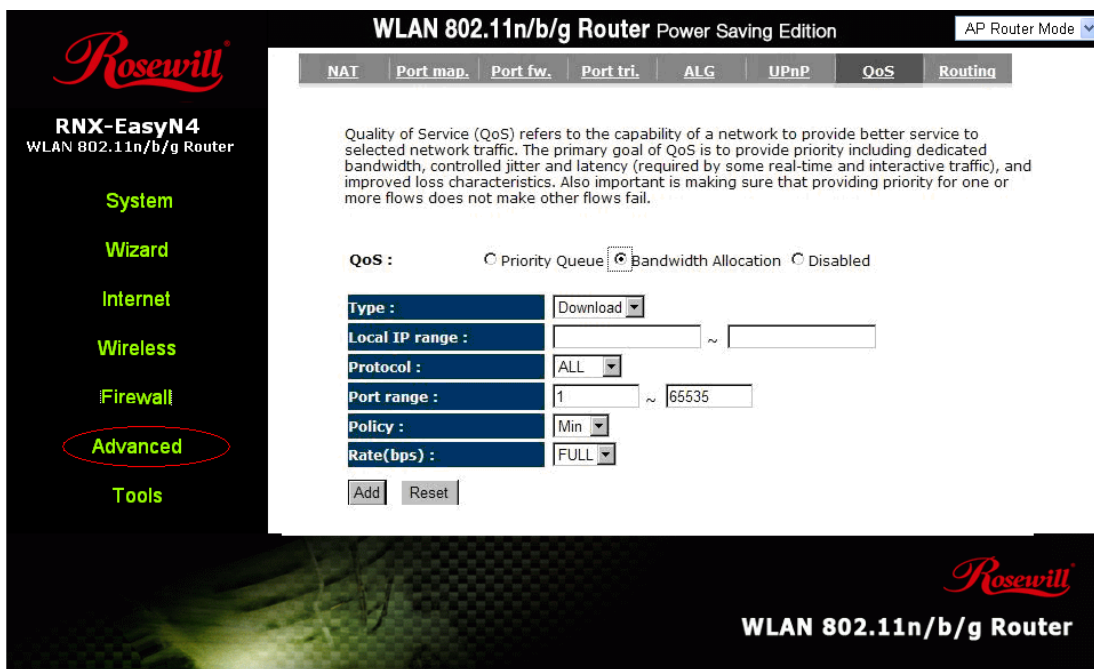 WLAN 802.11n/b/g Router Power Saving Edition
AP Router Mode
Rosewill
RNX-EasyN4
WLAN 802.11n/b/g Router
System
Wizard
Internet
Wireless
Firewall
Advanced
Tools
NAT Port map. Port fw. Port tri. ALG UPnP QoS Routing
Quality of Service (QoS) refers to the capability of a network to provide better service to
selected network traffic. The primary goal of QoS is to provide priority including dedicated
bandwidth, controlled jitter and latency (required by some real-time and interactive traffic), and
improved loss characteristics. Also important is making sure that providing priority for one or
more flows does not make other flows fail.
QoS : Priority Queue Bandwidth Allocation Disabled
Type : Download
Local IP range : ~
Protocol : ALL
Port range : 1 ~ 65535
Policy : Min
Rate(bps) : FULL
Add Reset
Rosewill
WLAN 802.11n/b/g Router